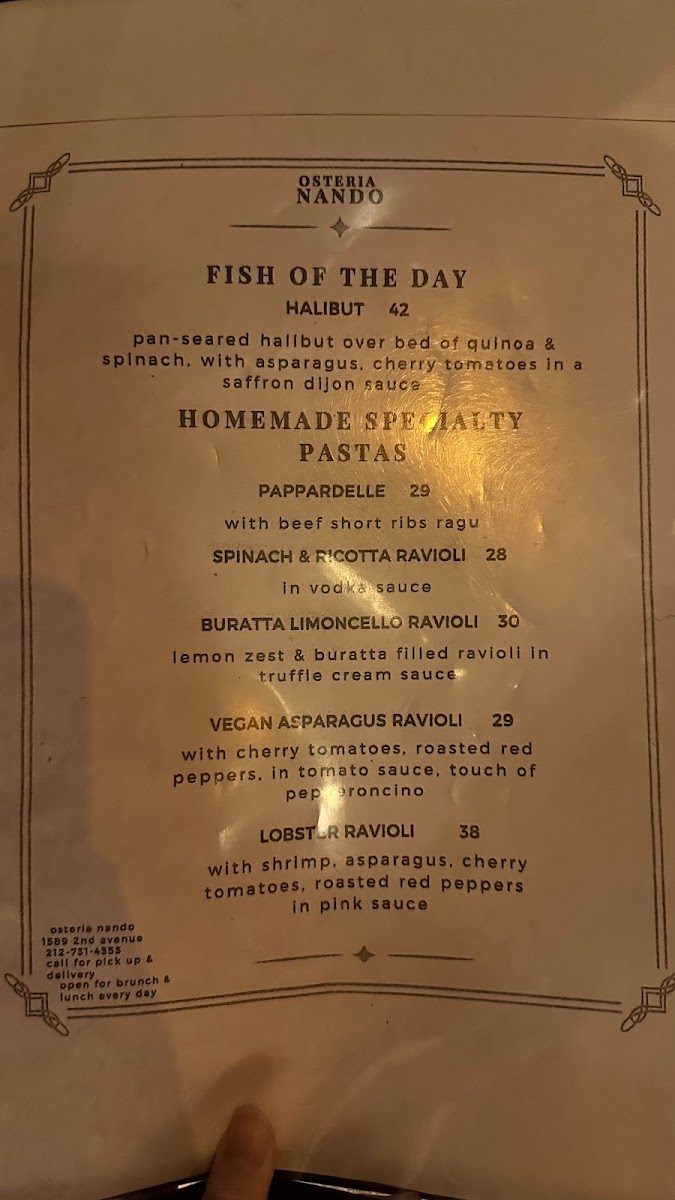 OSTERIA
NANDO
FISH OF THE DAY
HALIBUT 42
pan-seared halibut over bed of quinoa &
spinach, with asparagus, cherry tomatoes in a
saffron dijon sauce
HOMEMADE SPECIALTY
PASTAS
PAPPARDELLE 29
with beef short ribs ragu
SPINACH & RICOTTA RAVIOLI 28
in vodka sauce
BURATTA LIMONCELLO RAVIOLI 30
lemon zest & buratta filled ravioli in
truffle cream sauce
VEGAN ASPARAGUS RAVIOLI 29
with cherry tomatoes, roasted red
peppers, in tomato sauce, touch of
pepperoncino
LOBSTER RAVIOLI 38
with shrimp, asparagus, cherry
tomatoes, roasted red peppers
in pink sauce
osteria nando
1589 2nd avenue
212-731-4355
call for pick up &
delivery
open for brunch &
lunch every day